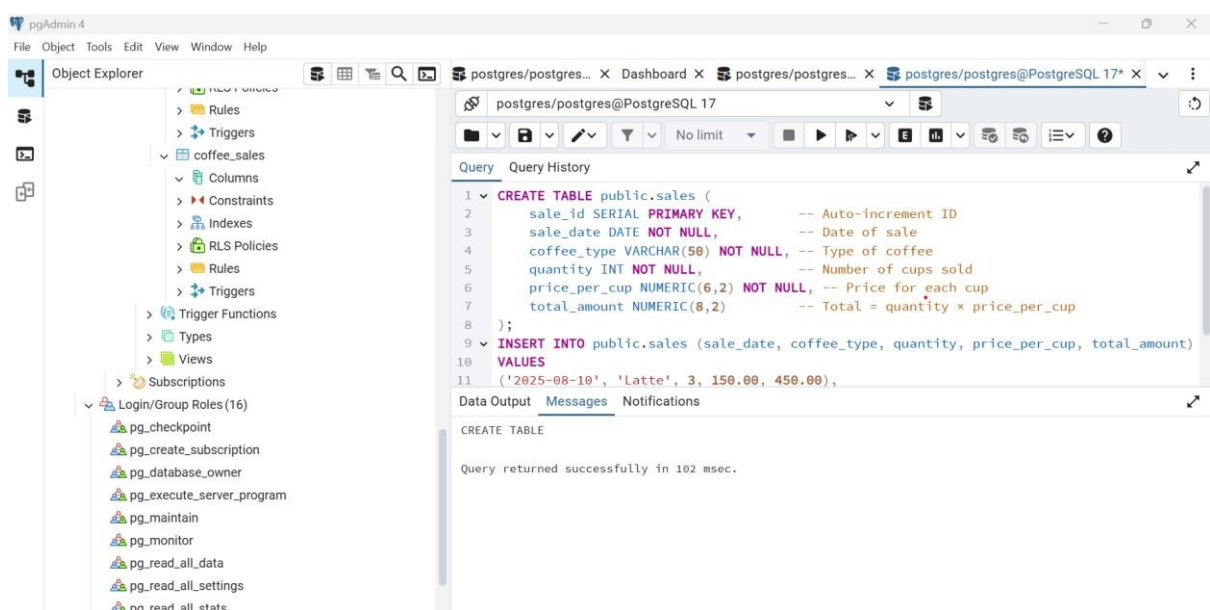 pgAdmin 4
File Object Tools Edit View Window Help
Object Explorer
postgres/postgres... Dashboard postgres/postgres... postgres/postgres@PostgreSQL 17*
RLS Policies
Rules
Triggers
coffee_sales
Columns
Constraints
Indexes
RLS Policies
Rules
Triggers
Trigger Functions
Types
Views
Subscriptions
Login/Group Roles (16)
pg_checkpoint
pg_create_subscription
pg_database_owner
pg_execute_server_program
pg_maintain
pg_monitor
pg_read_all_data
pg_read_all_settings
pg_read_all_stats
postgres/postgres@PostgreSQL 17
No limit
E
Query Query History
1 CREATE TABLE public.sales (
2 sale_id SERIAL PRIMARY KEY, -- Auto-increment ID
3 sale_date DATE NOT NULL, -- Date of sale
4 coffee_type VARCHAR(50) NOT NULL, -- Type of coffee
5 quantity INT NOT NULL, -- Number of cups sold
6 price_per_cup NUMERIC(6,2) NOT NULL, -- Price for each cup
7 total_amount NUMERIC(8,2) -- Total = quantity × price_per_cup
8 );
9 INSERT INTO public.sales (sale_date, coffee_type, quantity, price_per_cup, total_amount)
10 VALUES
11 ('2025-08-10', 'Latte', 3, 150.00, 450.00),
Data Output Messages Notifications
CREATE TABLE
Query returned successfully in 102 msec.